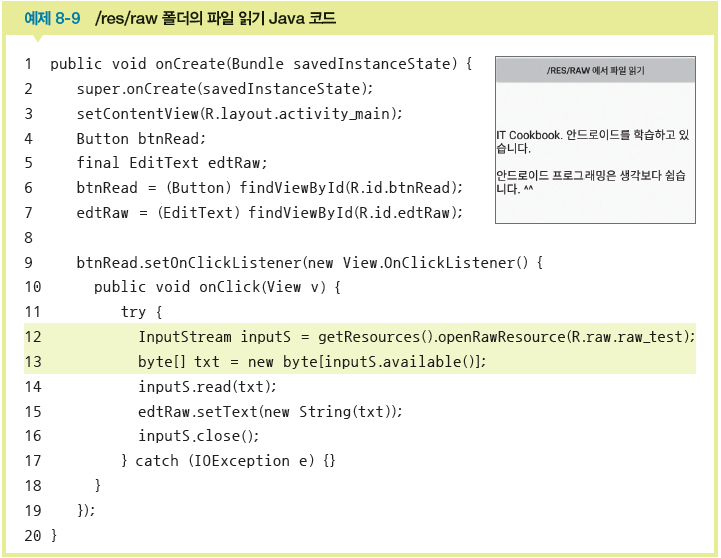 예제 8-9 /res/raw 폴더의 파일 읽기 Java 코드
1 public void onCreate(Bundle savedInstanceState) {
2 super.onCreate(savedInstanceState);
3 setContentView(R.layout.activity_main);
4 Button btnRead;
5 final EditText edtRaw;
6 btnRead = (Button) findViewById(R.id.btnRead);
7 edtRaw = (EditText) findViewById(R.id.edtRaw);
8
9 btnRead.setOnClickListener(new View.OnClickListener() {
10 public void onClick(View v) {
11 try {
12 InputStream inputS = getResources().openRawResource(R.raw.raw_test);
13 byte[] txt = new byte[inputS.available()];
14 inputS.read(txt);
15 edtRaw.setText(new String(txt));
16 inputS.close();
17 } catch (IOException e) {}
18 }
19 });
20 }
/RES/RAW 에서 파일 읽기
IT Cookbook. 안드로이드를 학습하고 있
습니다.
안드로이드 프로그래밍은 생각보다 쉽습
니다. ^^